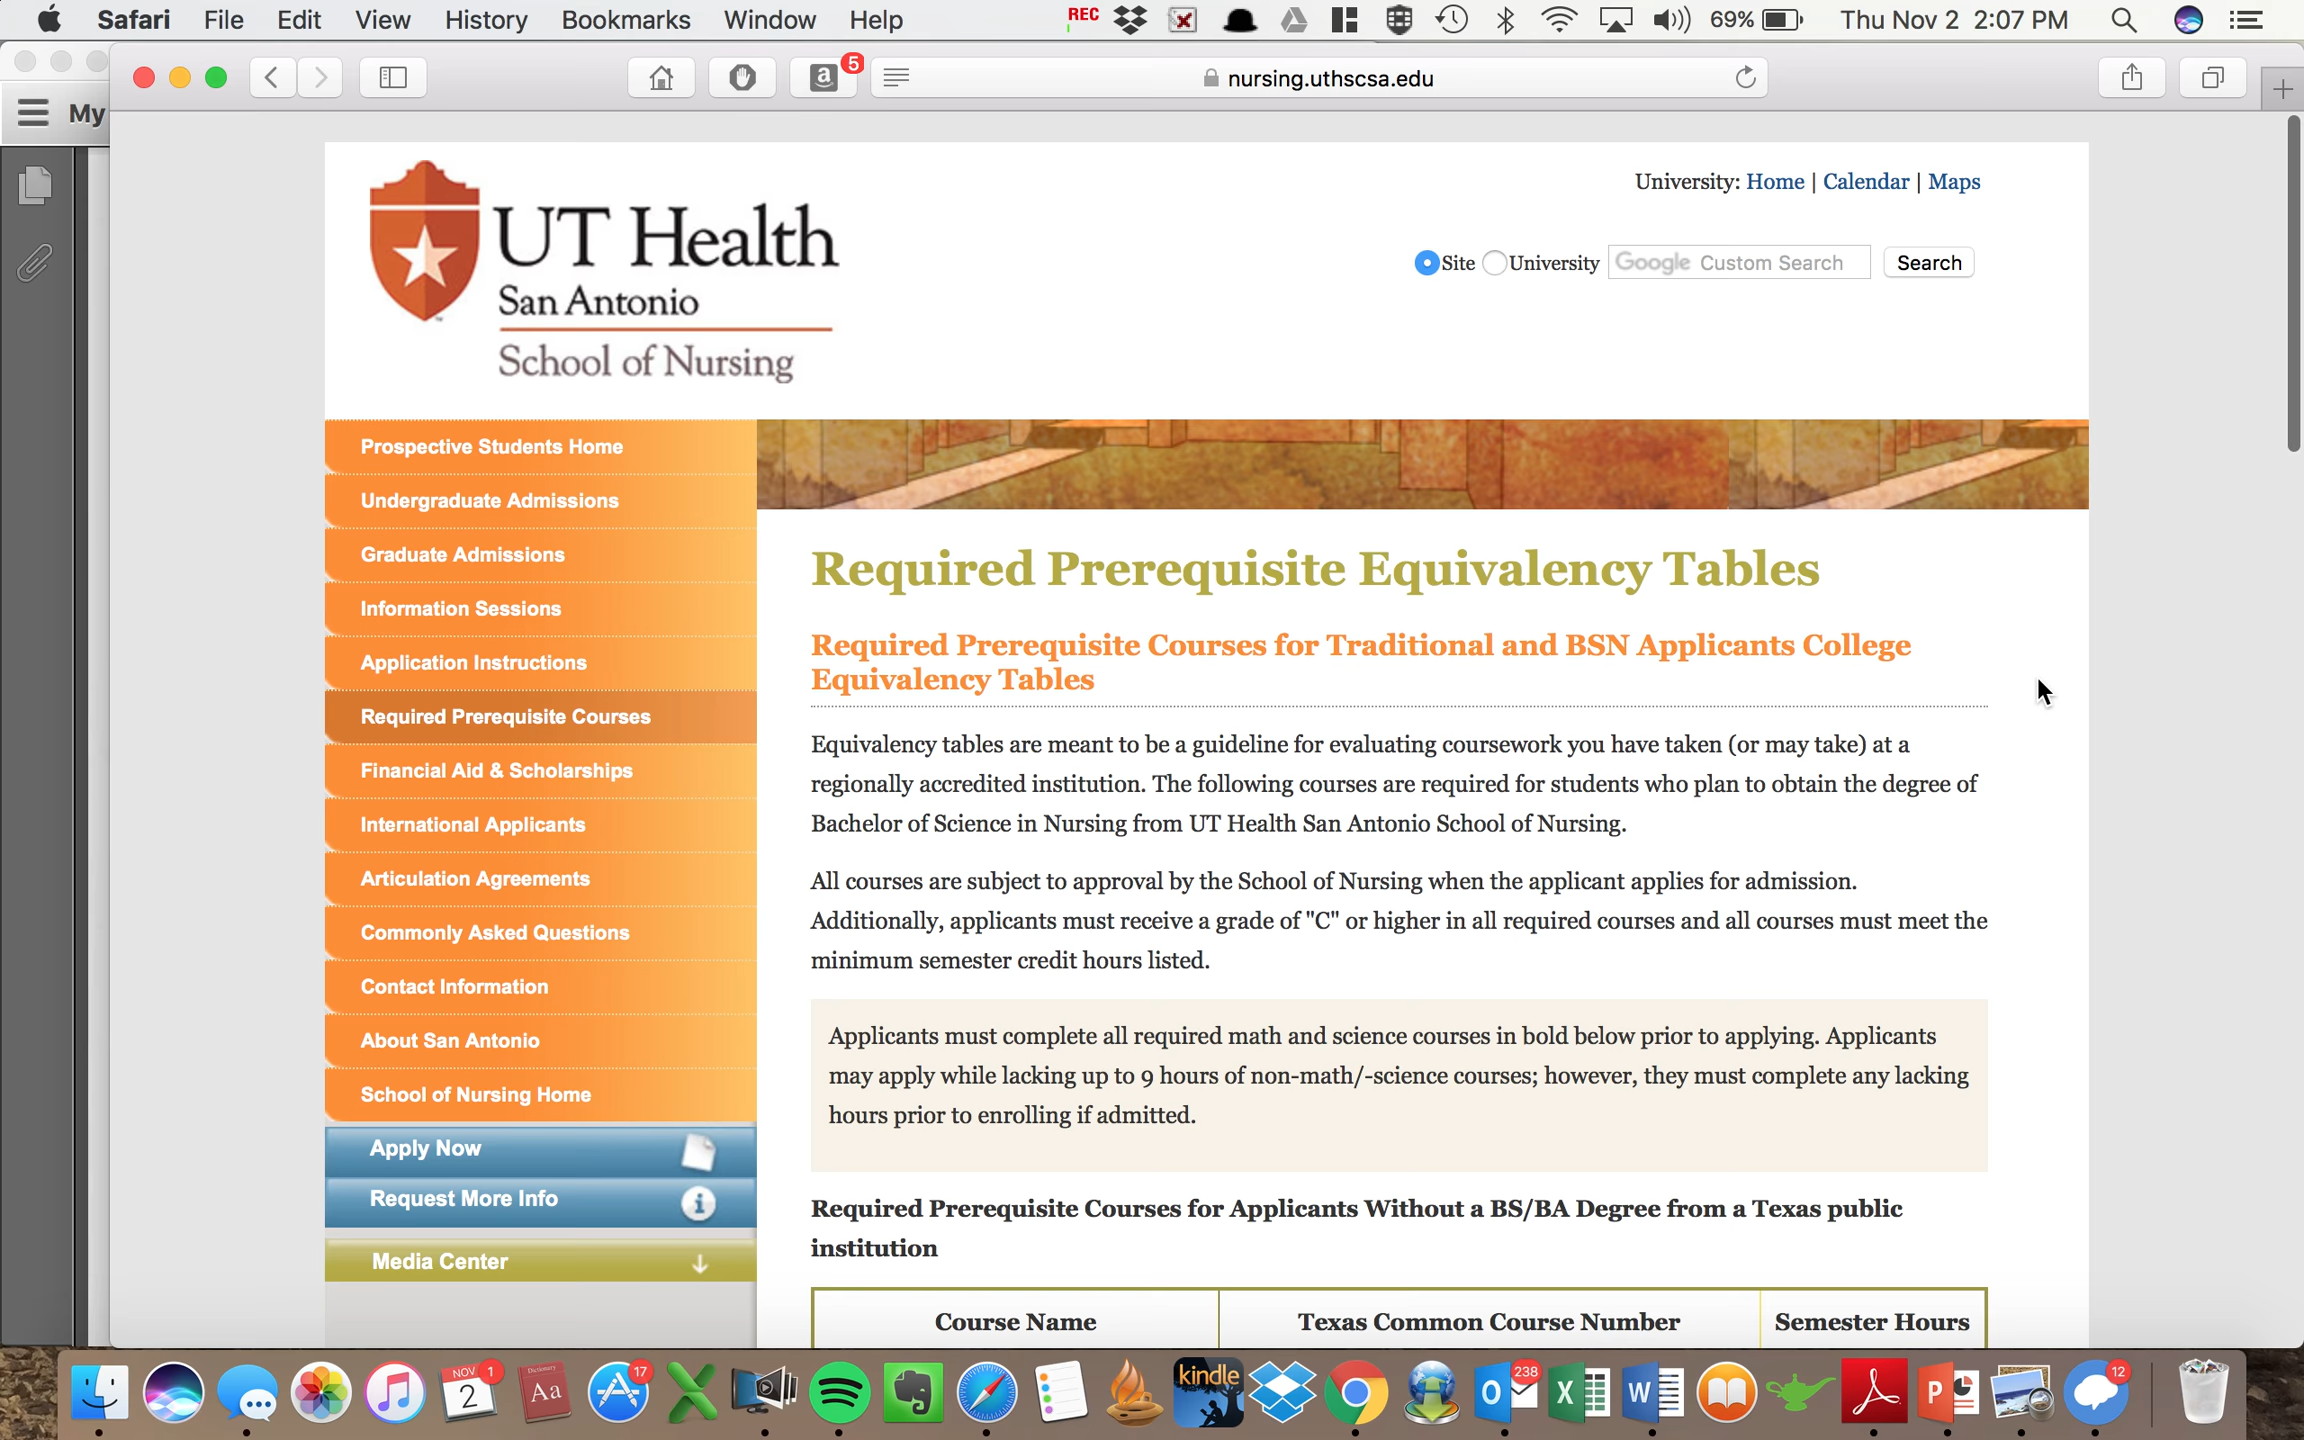 Safari File Edit View History Bookmarks Window Help REC 69% Thu Nov 2 2:07 PM
My
5
nursing.uthscsa.edu
UT Health
San Antonio
School of Nursing
University: Home | Calendar | Maps
Site University Google Custom Search Search
Prospective Students Home
Undergraduate Admissions
Graduate Admissions
Information Sessions
Application Instructions
Required Prerequisite Courses
Financial Aid & Scholarships
International Applicants
Articulation Agreements
Commonly Asked Questions
Contact Information
About San Antonio
School of Nursing Home
Apply Now
Request More Info
Media Center
Required Prerequisite Equivalency Tables
Required Prerequisite Courses for Traditional and BSN Applicants College
Equivalency Tables
Equivalency tables are meant to be a guideline for evaluating coursework you have taken (or may take) at a
regionally accredited institution. The following courses are required for students who plan to obtain the degree of
Bachelor of Science in Nursing from UT Health San Antonio School of Nursing.
All courses are subject to approval by the School of Nursing when the applicant applies for admission.
Additionally, applicants must receive a grade of "C" or higher in all required courses and all courses must meet the
minimum semester credit hours listed.
Applicants must complete all required math and science courses in bold below prior to applying. Applicants
may apply while lacking up to 9 hours of non-math/-science courses; however, they must complete any lacking
hours prior to enrolling if admitted.
Required Prerequisite Courses for Applicants Without a BS/BA Degree from a Texas public
institution
Course Name Texas Common Course Number Semester Hours
NOV 2 1
Dictionary Aa
17
kindle
238
12